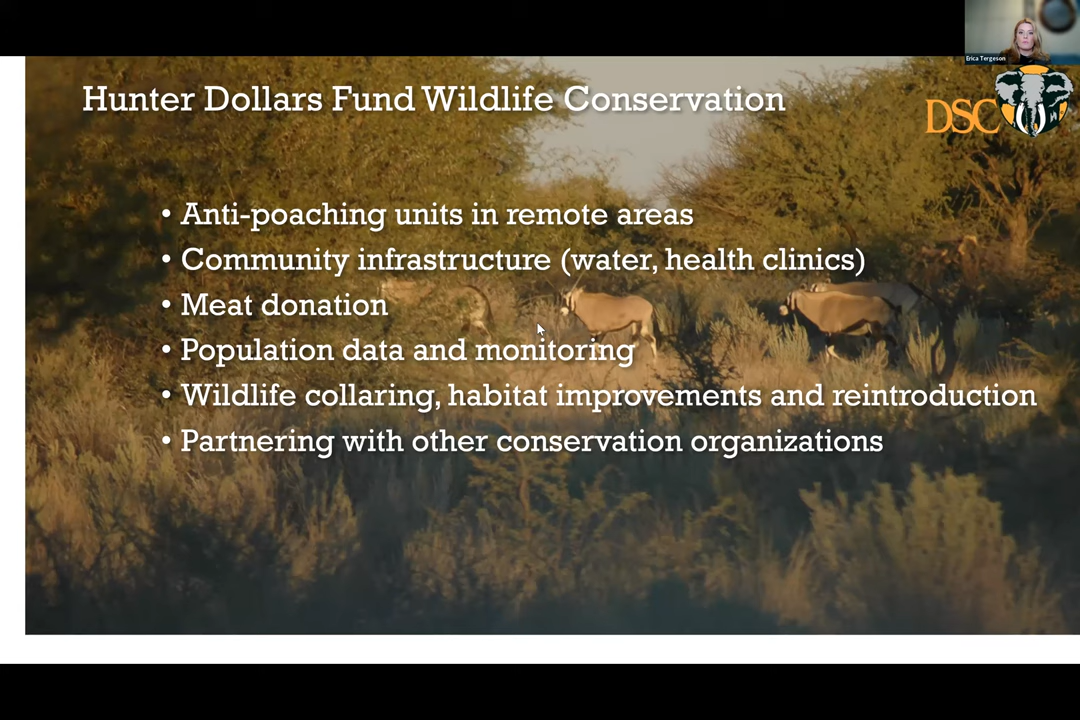 Erica Tergeson
Hunter Dollars Fund Wildlife Conservation
DSC
• Anti-poaching units in remote areas
• Community infrastructure (water, health clinics)
• Meat donation
• Population data and monitoring
• Wildlife collaring, habitat improvements and reintroduction
• Partnering with other conservation organizations